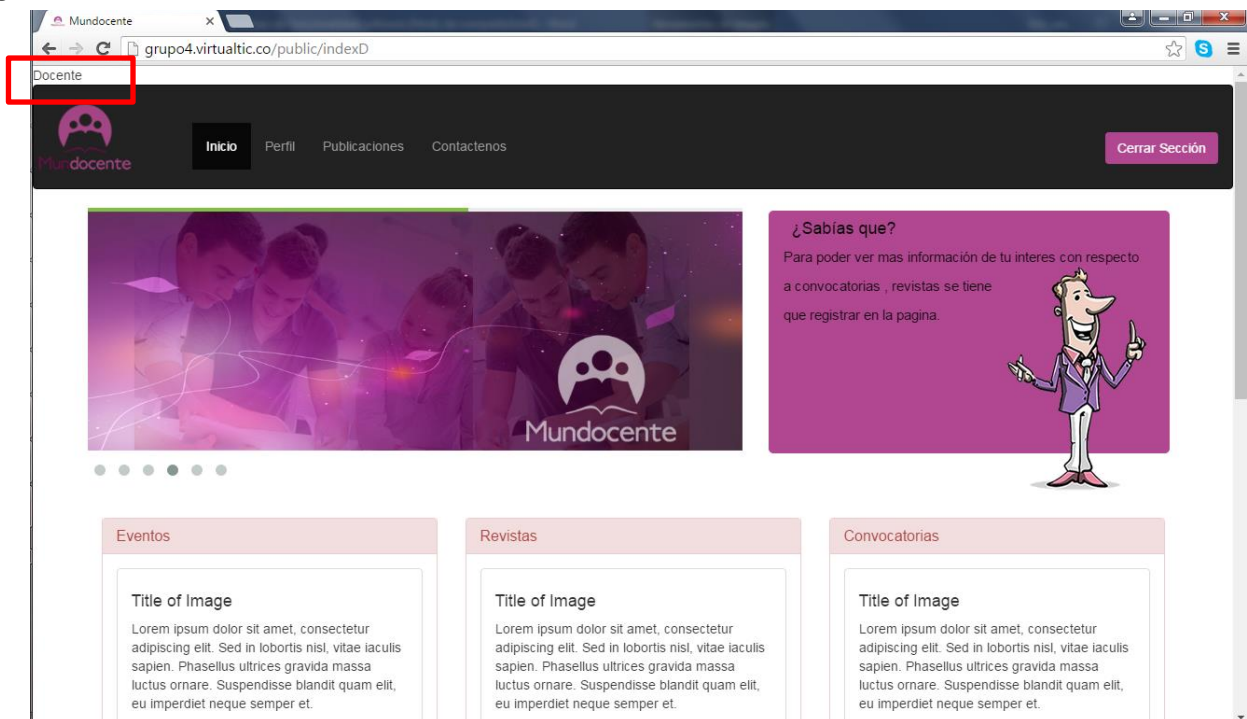 Mundocente
grupo4.virtualtic.co/public/indexD
Docente
Mundocente
Inicio Perfil Publicaciones Contactenos
Cerrar Sección
¿Sabías que?
Para poder ver mas información de tu interes con respecto
a convocatorias , revistas se tiene
que registrar en la pagina.
Mundocente
Eventos
Title of Image
Lorem ipsum dolor sit amet, consectetur
adipiscing elit. Sed in lobortis nisl, vitae iaculis
sapien. Phasellus ultrices gravida massa
luctus ornare. Suspendisse blandit quam elit,
eu imperdiet neque semper et.
Revistas
Title of Image
Lorem ipsum dolor sit amet, consectetur
adipiscing elit. Sed in lobortis nisl, vitae iaculis
sapien. Phasellus ultrices gravida massa
luctus ornare. Suspendisse blandit quam elit,
eu imperdiet neque semper et.
Convocatorias
Title of Image
Lorem ipsum dolor sit amet, consectetur
adipiscing elit. Sed in lobortis nisl, vitae iaculis
sapien. Phasellus ultrices gravida massa
luctus ornare. Suspendisse blandit quam elit,
eu imperdiet neque semper et.